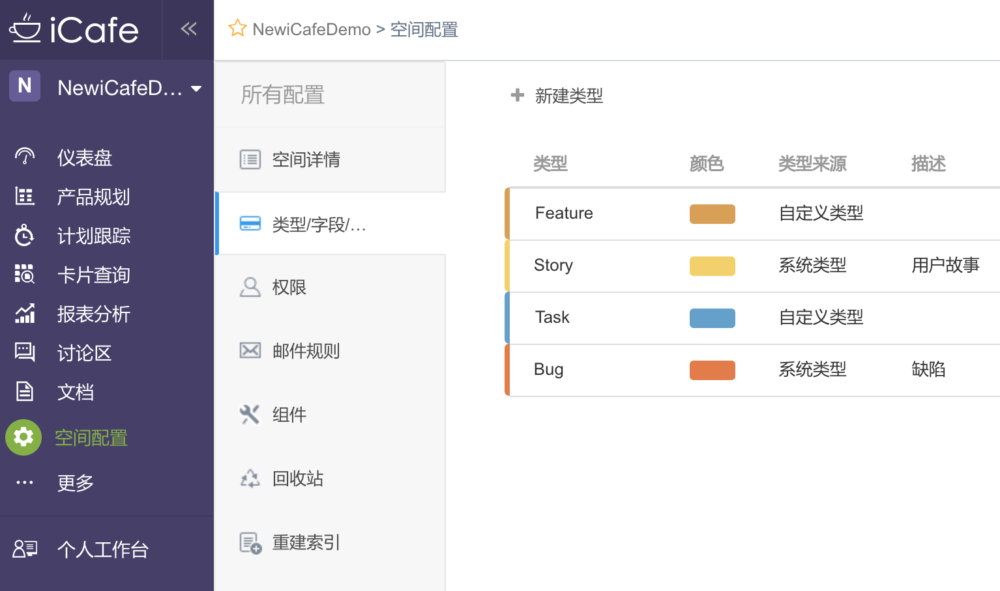 iCafe
NewiCafeDemo > 空间配置
N NewiCafeD...
仪表盘
产品规划
计划跟踪
卡片查询
报表分析
讨论区
文档
空间配置
更多
个人工作台
所有配置
空间详情
类型/字段/...
权限
邮件规则
组件
回收站
重建索引
新建类型
类型 颜色 类型来源 描述
Feature 自定义类型
Story 系统类型 用户故事
Task 自定义类型
Bug 系统类型 缺陷